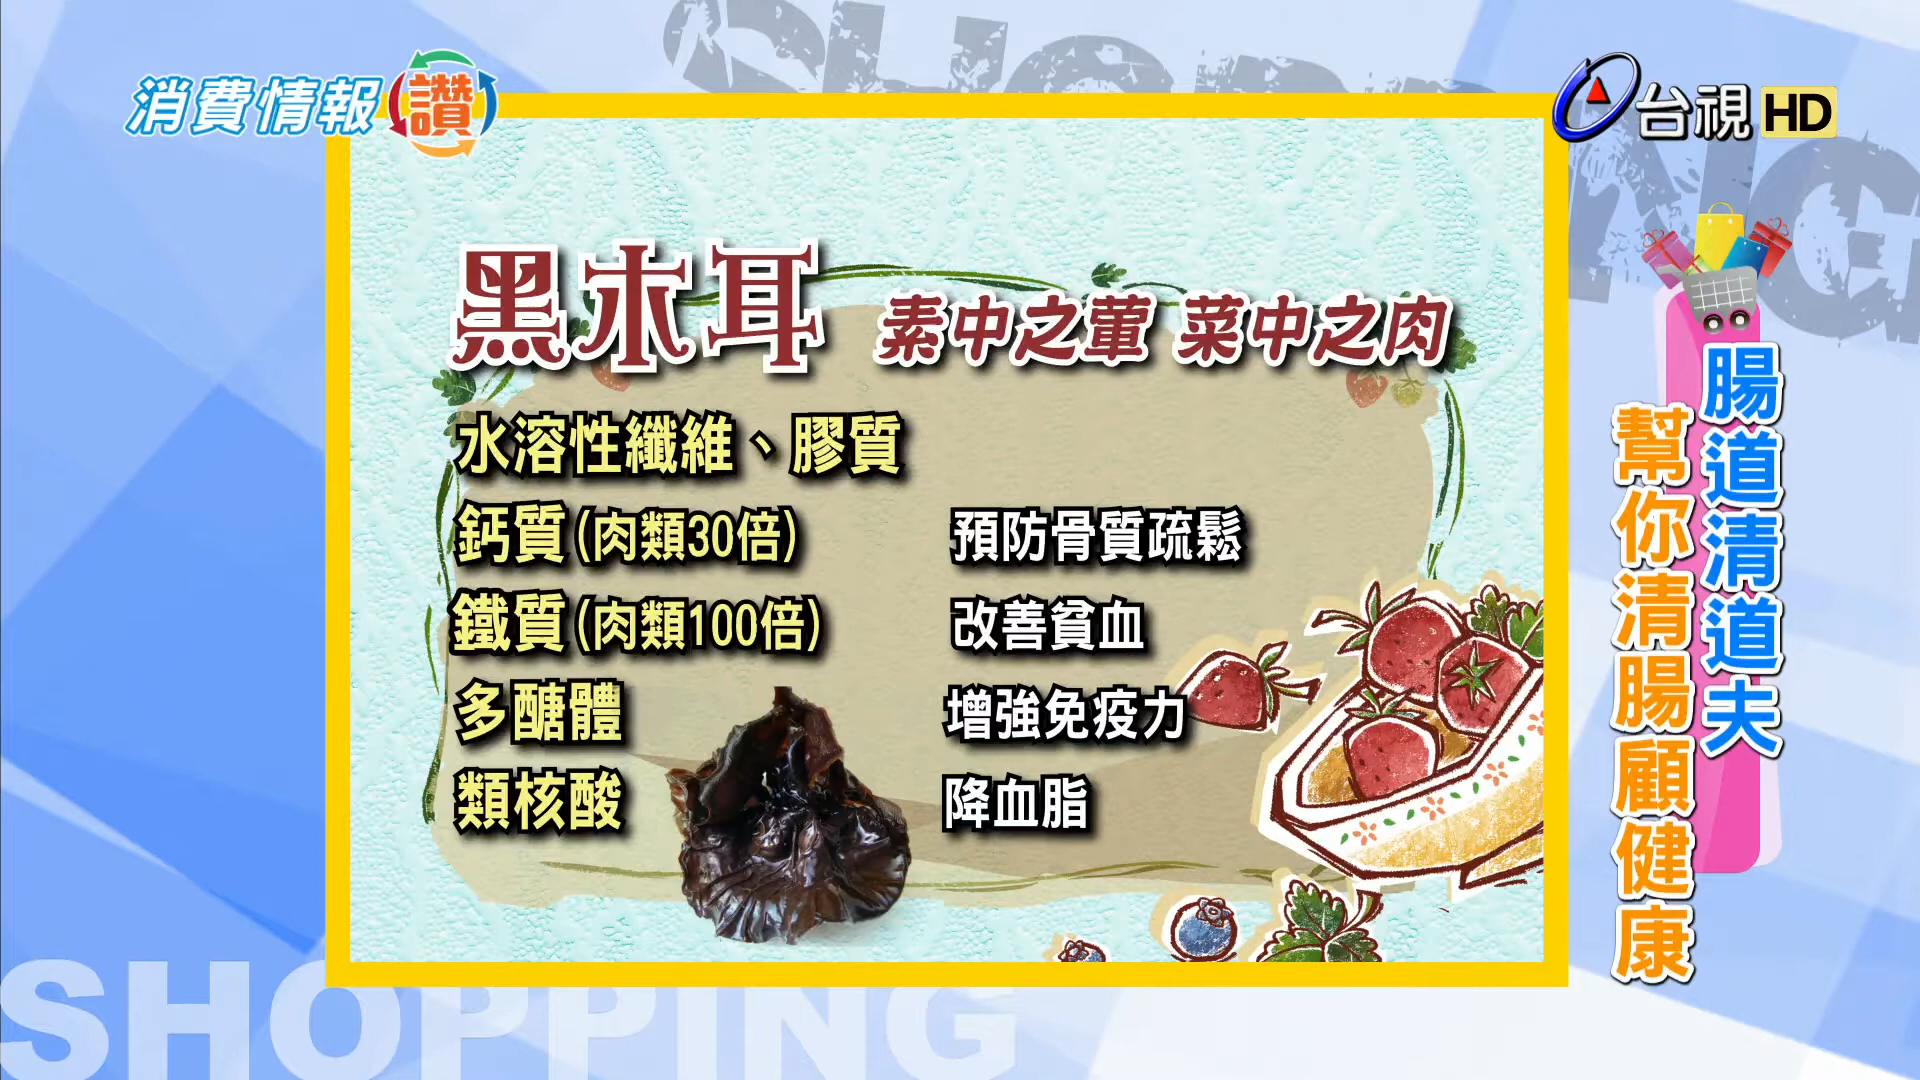 消費情報讚
台視HD
黑木耳 素中之葷 菜中之肉
水溶性纖維、膠質
鈣質(肉類30倍) 預防骨質疏鬆
鐵質(肉類100倍) 改善貧血
多醣體 增強免疫力
類核酸 降血脂
腸道清道夫
幫你清腸顧健康
SHOPPING
SHOPPING